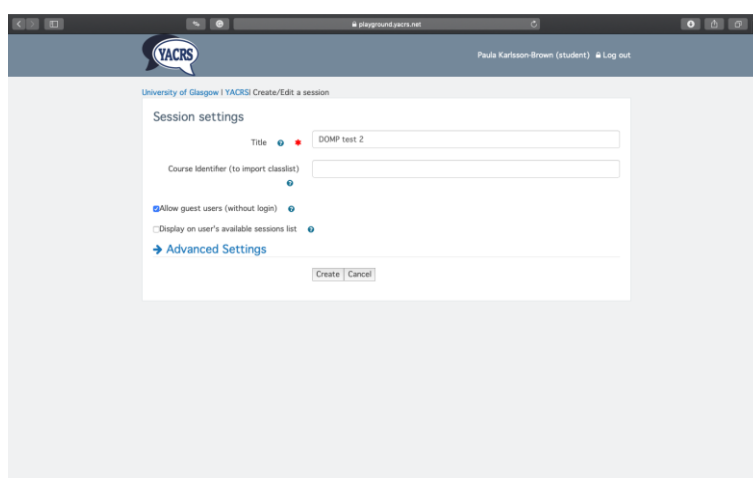 playground.yacrs.net
YACRS
Paula Karlsson-Brown (student) Log out
University of Glasgow | YACRS| Create/Edit a session
Session settings
Title
DOMP test 2
Course Identifier (to import classlist)
Allow guest users (without login)
Display on user's available sessions list
Advanced Settings
Create Cancel